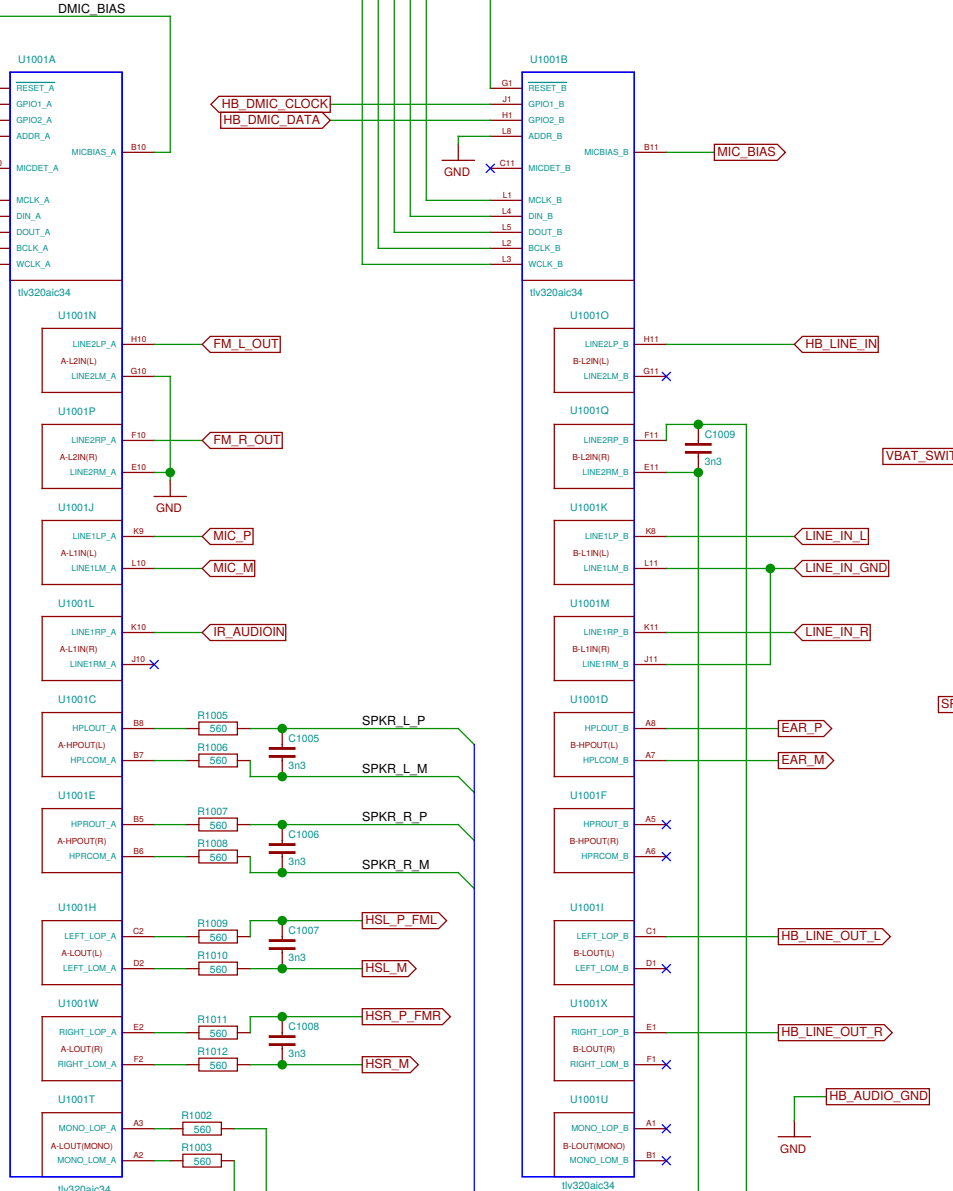 DMIC_BIAS
U1001A
RESET_A
GPIO1_A
GPIO2_A
ADDR_A
MICBIAS_A B10
MICDET_A
MCLK_A
DIN_A
DOUT_A
BCLK_A
WCLK_A
tlv320aic34
U1001N
LINE2LP_A H10 FM_L_OUT
A-L2IN(L)
LINE2LM_A G10
U1001P
LINE2RP_A F10 FM_R_OUT
A-L2IN(R)
LINE2RM_A E10
GND
U1001J
LINE1LP_A K9 MIC_P
A-L1IN(L)
LINE1LM_A L10 MIC_M
U1001L
LINE1RP_A K10 IR_AUDIOIN
A-L1IN(R)
LINE1RM_A J10
U1001C
HPLOUT_A B8 R1005 560 SPKR_L_P
A-HPOUT(L)
C1005 3n3
HPLCOM_A B7 R1006 560 SPKR_L_M
U1001E
HPROUT_A B5 R1007 560 SPKR_R_P
A-HPOUT(R)
C1006 3n3
HPRCOM_A B6 R1008 560 SPKR_R_M
U1001H
LEFT_LOP_A C2 R1009 560 HSL_P_FML
A-LOUT(L)
C1007 3n3
LEFT_LOM_A D2 R1010 560 HSL_M
U1001W
RIGHT_LOP_A E2 R1011 560 HSR_P_FMR
A-LOUT(R)
C1008 3n3
RIGHT_LOM_A F2 R1012 560 HSR_M
U1001T
MONO_LOP_A A3 R1002 560
A-LOUT(MONO)
MONO_LOM_A A2 R1003 560
tlv320aic34
U1001B
G1 RESET_B
HB_DMIC_CLOCK J1 GPIO1_B
HB_DMIC_DATA H1 GPIO2_B
L8 ADDR_B
GND
MICBIAS_B B11 MIC_BIAS
C11 MICDET_B
L1 MCLK_B
L4 DIN_B
L5 DOUT_B
L2 BCLK_B
L3 WCLK_B
tlv320aic34
U1001O
LINE2LP_B H11 HB_LINE_IN
B-L2IN(L)
LINE2LM_B G11
U1001Q
LINE2RP_B F11 C1009
B-L2IN(R) 3n3
LINE2RM_B E11
VBAT_SWIT
U1001K
LINE1LP_B K8 LINE_IN_L
B-L1IN(L)
LINE1LM_B L11 LINE_IN_GND
U1001M
LINE1RP_B K11 LINE_IN_R
B-L1IN(R)
LINE1RM_B J11
U1001D
HPLOUT_B A8 EAR_P
B-HPOUT(L)
HPLCOM_B A7 EAR_M
U1001F
HPROUT_B A5
B-HPOUT(R)
HPRCOM_B A6
U1001I
LEFT_LOP_B C1 HB_LINE_OUT_L
B-LOUT(L)
LEFT_LOM_B D1
U1001X
RIGHT_LOP_B E1 HB_LINE_OUT_R
B-LOUT(R)
RIGHT_LOM_B F1
U1001U
HB_AUDIO_GND
MONO_LOP_B A1
B-LOUT(MONO)
GND
MONO_LOM_B B1
tlv320aic34